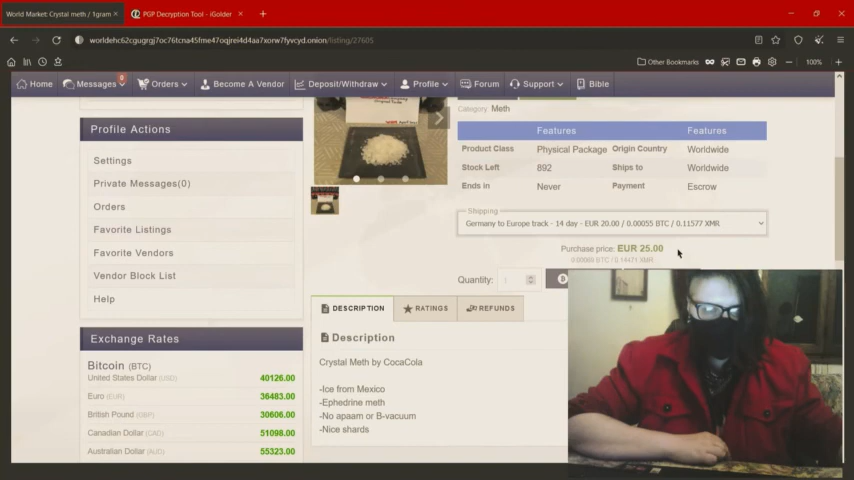 World Market: Crystal meth / 1gram
PGP Decryption Tool - iGolder
worldehc62cgugrgj7oc76tcna45fme47oqjrei4d4aa7xorw7fyvcyd.onion/listing/27605
Other Bookmarks
100%
Home
Messages
0
Orders
Become A Vendor
Deposit/Withdraw
Profile
Forum
Support
Bible
Profile Actions
Settings
Private Messages(0)
Orders
Favorite Listings
Favorite Vendors
Vendor Block List
Help
Exchange Rates
Bitcoin (BTC)
United States Dollar (USD) 40126.00
Euro (EUR) 36483.00
British Pound (GBP) 30606.00
Canadian Dollar (CAD) 51098.00
Australian Dollar (AUD) 55323.00
Category: Meth
Features Features
Product Class Physical Package Origin Country Worldwide
Stock Left 892 Ships to Worldwide
Ends in Never Payment Escrow
Shipping
Germany to Europe track - 14 day - EUR 20.00 / 0.00055 BTC / 0.11577 XMR
Purchase price: EUR 25.00
Quantity: 1
DESCRIPTION
RATINGS
REFUNDS
Description
Crystal Meth by CocaCola
-Ice from Mexico
-Ephedrine meth
-No apaam or B-vacuum
-Nice shards